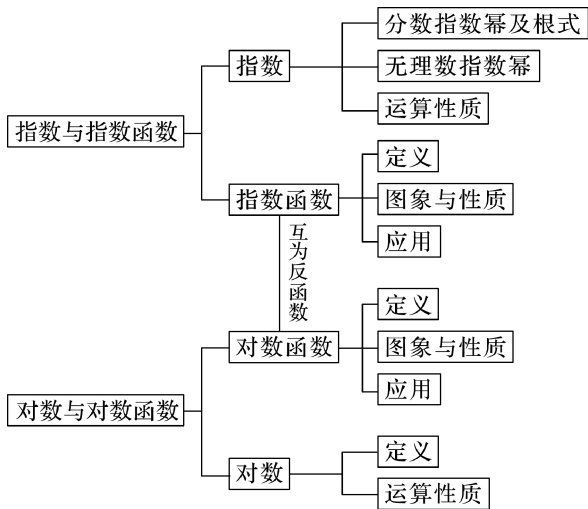 分数指数幂及根式
指数
无理数指数幂
运算性质
指数与指数函数
定义
指数函数
图象与性质
应用
互为反函数
定义
对数函数
图象与性质
应用
对数与对数函数
定义
对数
运算性质